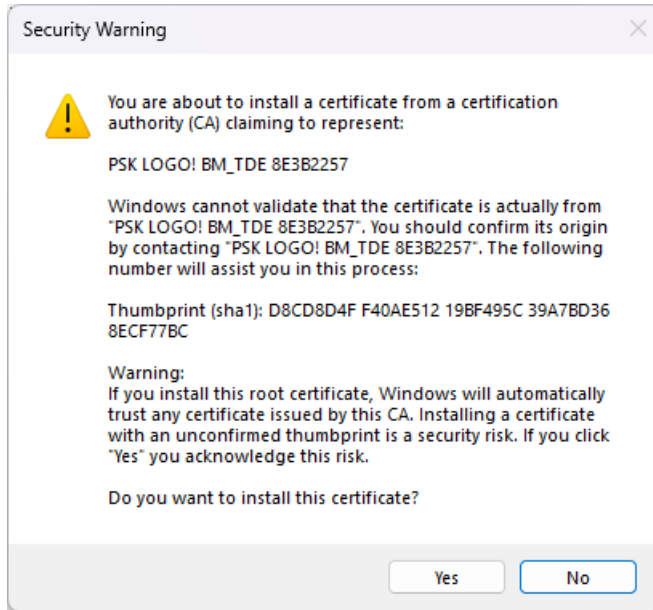 Security Warning
You are about to install a certificate from a certification
authority (CA) claiming to represent:
PSK LOGO! BM_TDE 8E3B2257
Windows cannot validate that the certificate is actually from
"PSK LOGO! BM_TDE 8E3B2257". You should confirm its origin
by contacting "PSK LOGO! BM_TDE 8E3B2257". The following
number will assist you in this process:
Thumbprint (sha1): D8CD8D4F F40AE512 19BF495C 39A7BD36
8ECF77BC
Warning:
If you install this root certificate, Windows will automatically
trust any certificate issued by this CA. Installing a certificate
with an unconfirmed thumbprint is a security risk. If you click
"Yes" you acknowledge this risk.
Do you want to install this certificate?
Yes
No